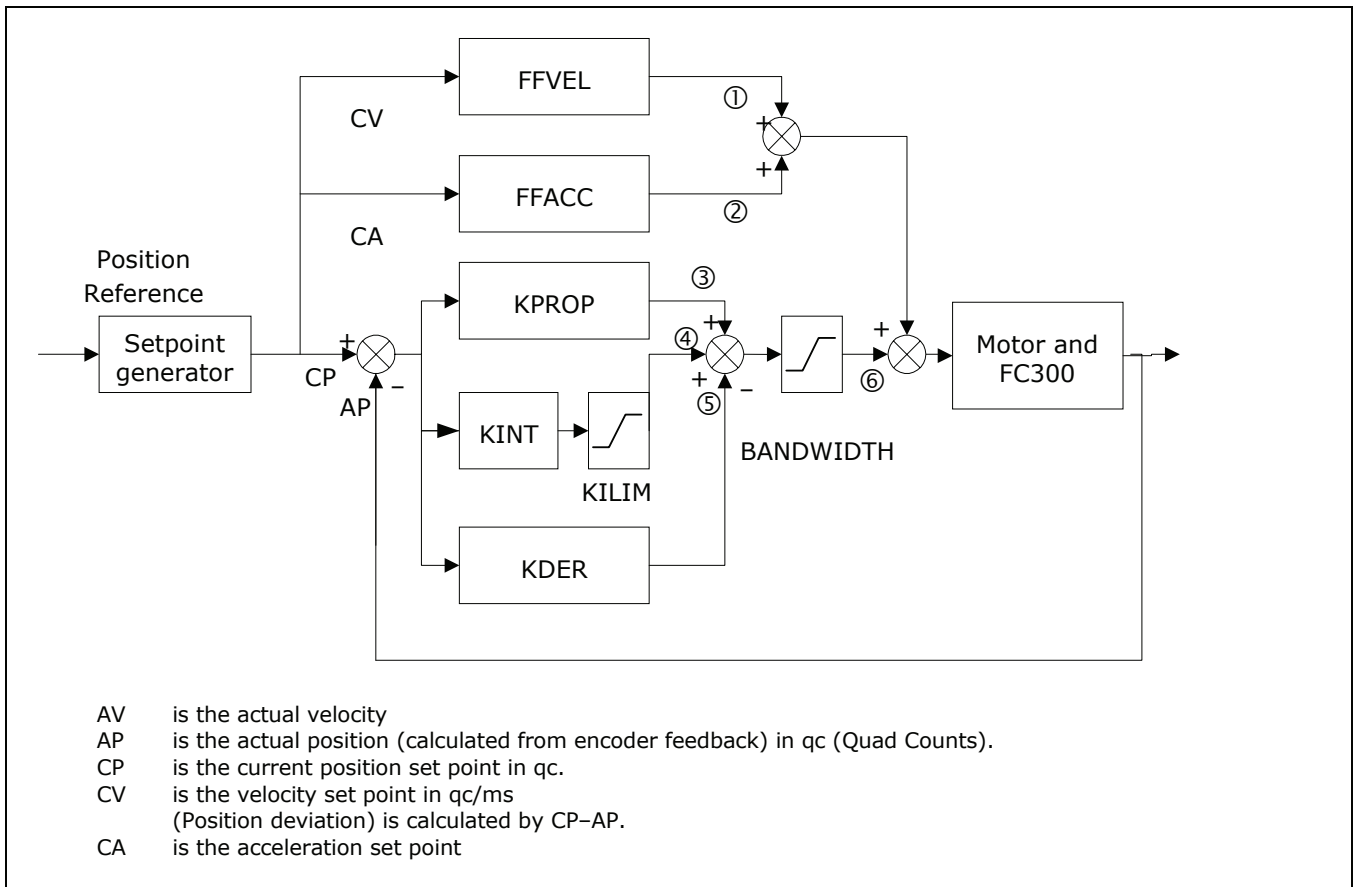 FFVEL
①
CV
+
+
FFACC
②
CA
Position
Reference
③
KPROP
④
+
+
Setpoint
generator
+
CP
–
AP
+
–
⑤
⑥
Motor and
FC300
KINT
BANDWIDTH
KILIM
KDER
AV is the actual velocity
AP is the actual position (calculated from encoder feedback) in qc (Quad Counts).
CP is the current position set point in qc.
CV is the velocity set point in qc/ms
(Position deviation) is calculated by CP–AP.
CA is the acceleration set point